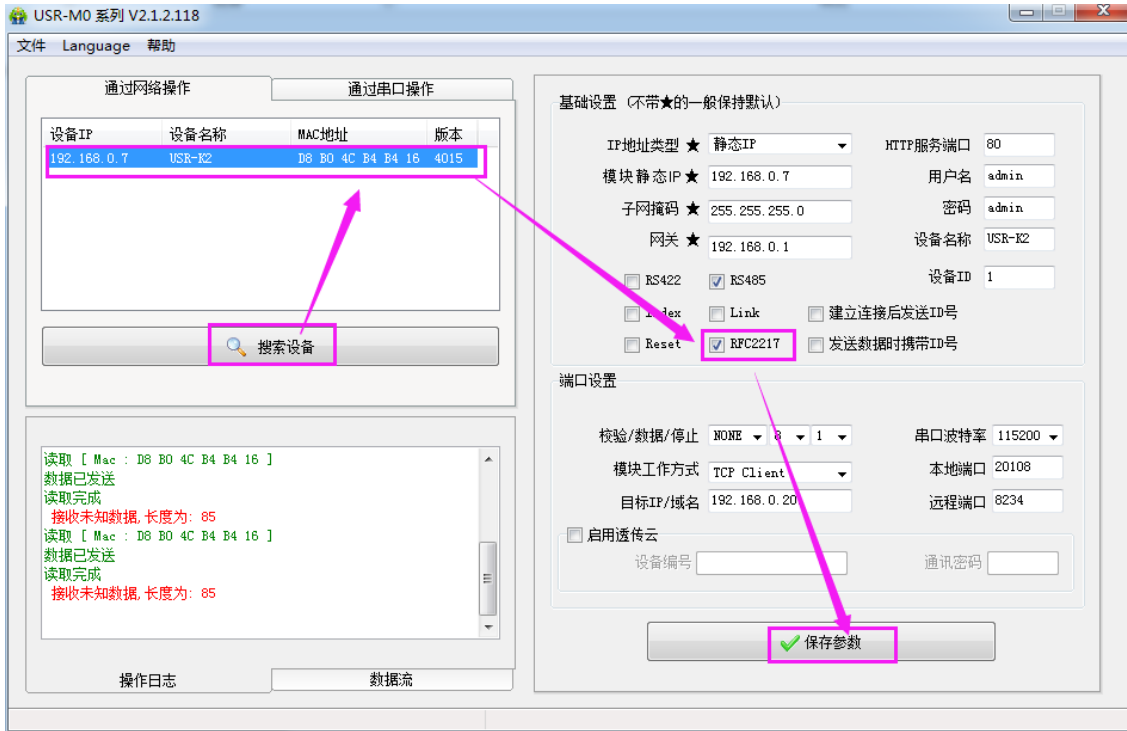 USR-M0 系列 V2.1.2.118
文件 Language 帮助
通过网络操作 通过串口操作
设备IP 设备名称 MAC地址 版本
192.168.0.7 USR-K2 D8 B0 4C B4 B4 16 4015
搜索设备
读取 [ Mac : D8 B0 4C B4 B4 16 ]
数据已发送
读取完成
接收未知数据,长度为: 85
读取 [ Mac : D8 B0 4C B4 B4 16 ]
数据已发送
读取完成
接收未知数据,长度为: 85
操作日志 数据流
基础设置 (不带★的一般保持默认)
IP地址类型 ★ 静态IP HTTP服务端口 80
模块静态IP★ 192.168.0.7 用户名 admin
子网掩码 ★ 255.255.255.0 密码 admin
网关 ★ 192.168.0.1 设备名称 USR-K2
RS422 RS485 设备ID 1
Index Link 建立连接后发送ID号
Reset RFC2217 发送数据时携带ID号
端口设置
校验/数据/停止 NONE 8 1 串口波特率 115200
模块工作方式 TCP Client 本地端口 20108
目标IP/域名 192.168.0.20 远程端口 8234
启用透传云
设备编号 通讯密码
保存参数